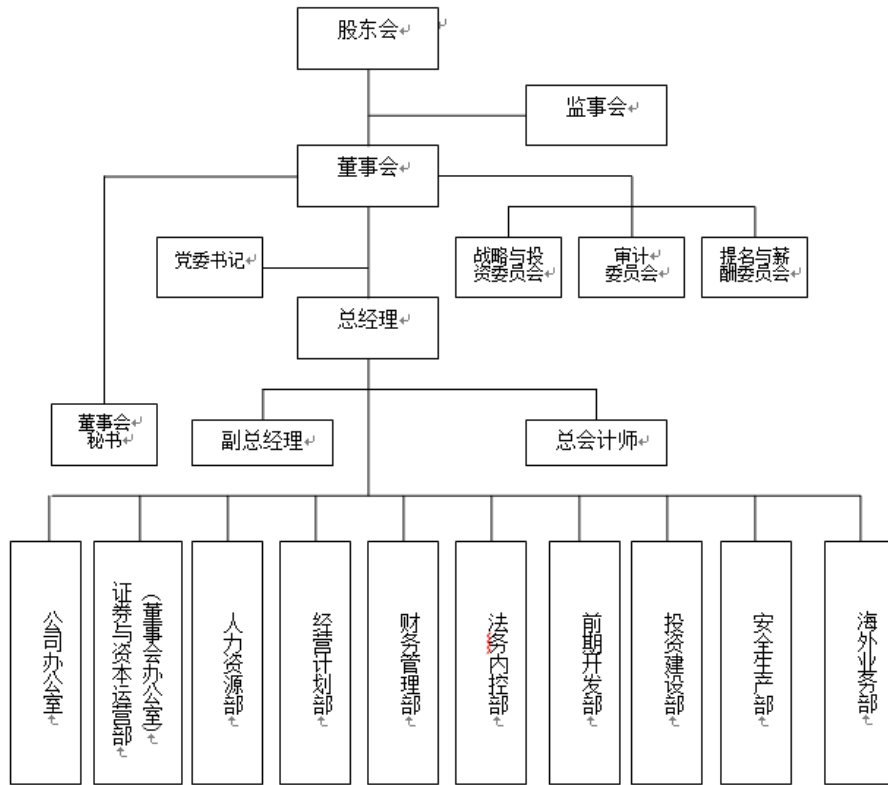 股东会
监事会
董事会
党委书记
战略与投
资委员会
审计
委员会
提名与薪
酬委员会
总经理
董事会
秘书
副总经理
总会计师
公司办公室
（董事会办公室）
证券与资本运营部
人力资源部
经营计划部
财务管理部
法务内控部
前期开发部
投资建设部
安全生产部
海外业务部